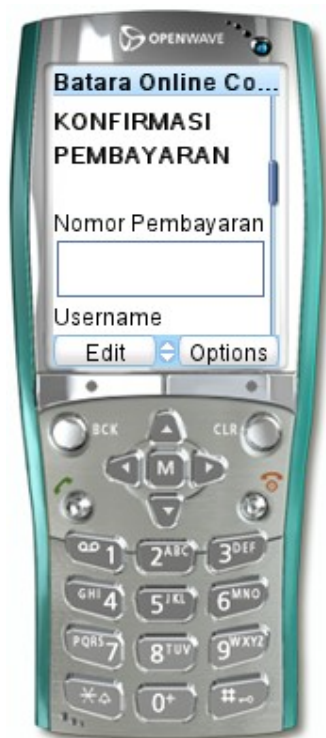 OPENWAVE
Batara Online Co...
KONFIRMASI
PEMBAYARAN
Nomor Pembayaran
Username
Edit Options
BCK CLR
M
1 2ABC 3DEF
GHI4 5JKL 6MNO
PQRS7 8TUV 9WXYZ
* 0+ #